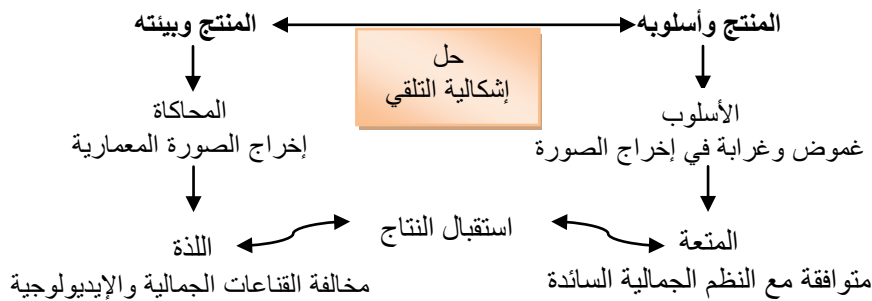 المنتج وأسلوبه
المنتج وبيئته
حل
إشكالية التلقي
الأسلوب
غموض وغرابة في إخراج الصورة
المحاكاة
إخراج الصورة المعمارية
المتعة
متوافقة مع النظم الجمالية السائدة
استقبال النتاج
اللذة
مخالفة القناعات الجمالية والإيديولوجية